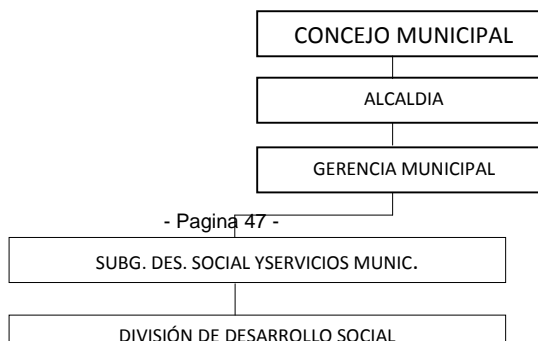 CONCEJO MUNICIPAL
ALCALDIA
GERENCIA MUNICIPAL
- Pagina 47 -
SUBG. DES. SOCIAL YSERVICIOS MUNIC.
DIVISIÓN DE DESARROLLO SOCIAL